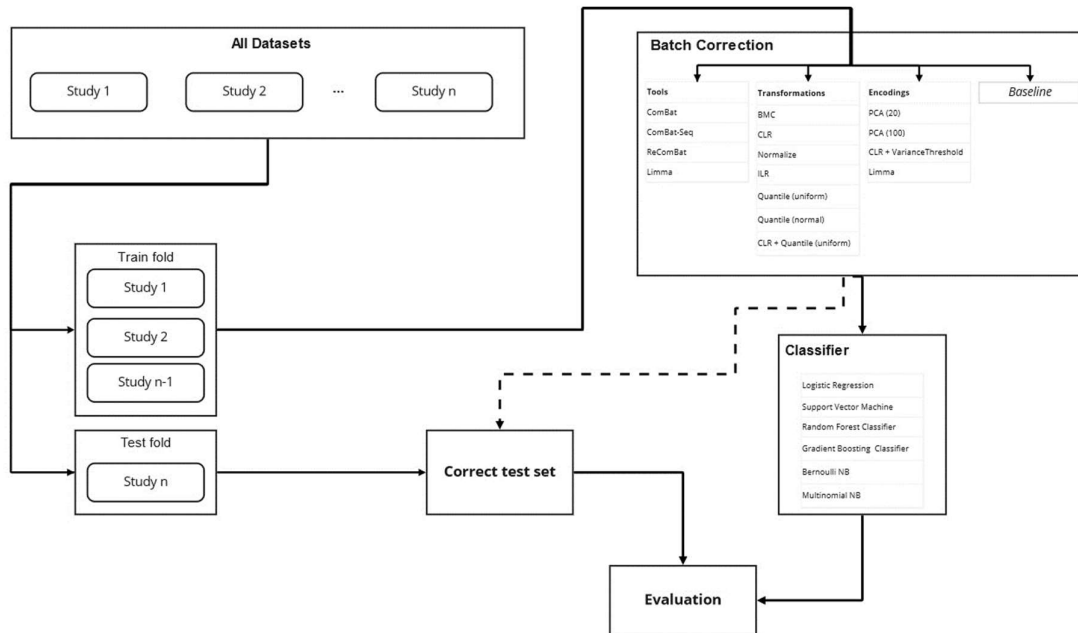 All Datasets
Study 1
Study 2
...
Study n
Batch Correction
Tools
ComBat
ComBat-Seq
ReComBat
Limma
Transformations
BMC
CLR
Normalize
ILR
Quantile (uniform)
Quantile (normal)
CLR + Quantile (uniform)
Encodings
PCA (20)
PCA (100)
CLR + VarianceThreshold
Limma
Baseline
Train fold
Study 1
Study 2
Study n-1
Test fold
Study n
Correct test set
Classifier
Logistic Regression
Support Vector Machine
Random Forest Classifier
Gradient Boosting Classifier
Bernoulli NB
Multinomial NB
Evaluation